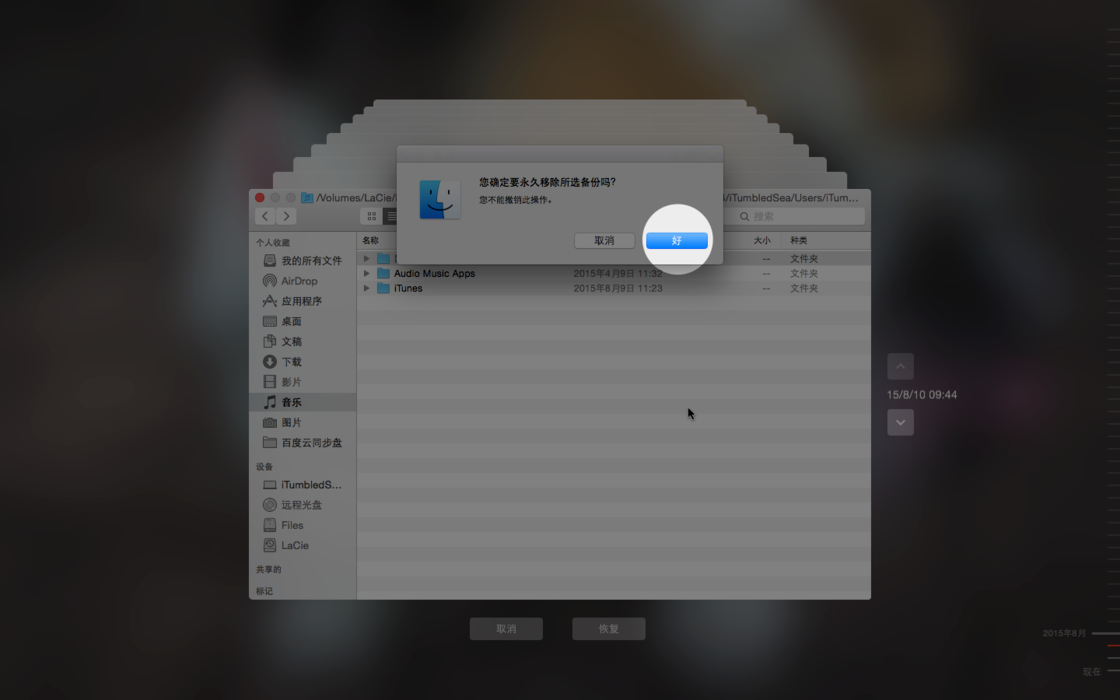 您确定要永久移除所选备份吗?
您不能撤销此操作。
取消
好
/Volumes/LaCie/
/iTumbledSea/Users/iTum…
搜索
个人收藏
我的所有文件
AirDrop
应用程序
桌面
文稿
下载
影片
音乐
图片
百度云同步盘
设备
iTumbledS…
远程光盘
Files
LaCie
共享的
标记
名称
大小
种类
-- 文件夹
Audio Music Apps 2015年4月9日 11:32 -- 文件夹
iTunes 2015年8月9日 11:23 -- 文件夹
15/8/10 09:44
取消
恢复
2015年8月
现在